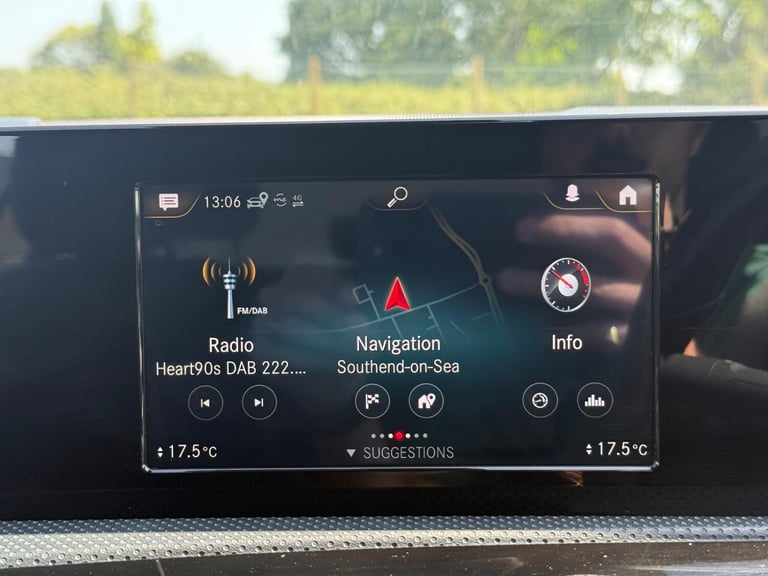 13:06 me 4G
FM/DAB
Radio
Heart90s DAB 222....
Navigation
Southend-on-Sea
Info
17.5°C
SUGGESTIONS
17.5°C